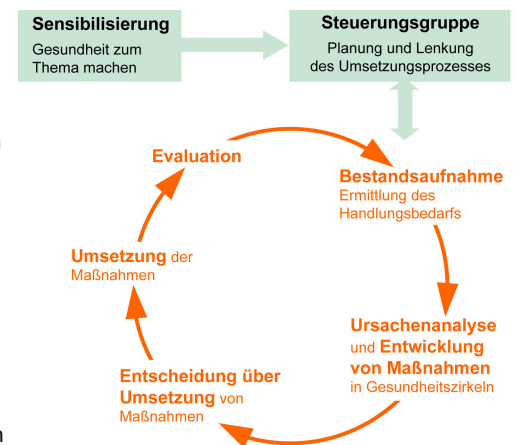 Sensibilisierung
Gesundheit zum
Thema machen
Steuerungsgruppe
Planung und Lenkung
des Umsetzungsprozesses
Evaluation
Bestandsaufnahme
Ermittlung des
Handlungsbedarfs
Umsetzung der
Maßnahmen
Ursachenanalyse
und Entwicklung
von Maßnahmen
in Gesundheitszirkeln
Entscheidung über
Umsetzung von
Maßnahmen